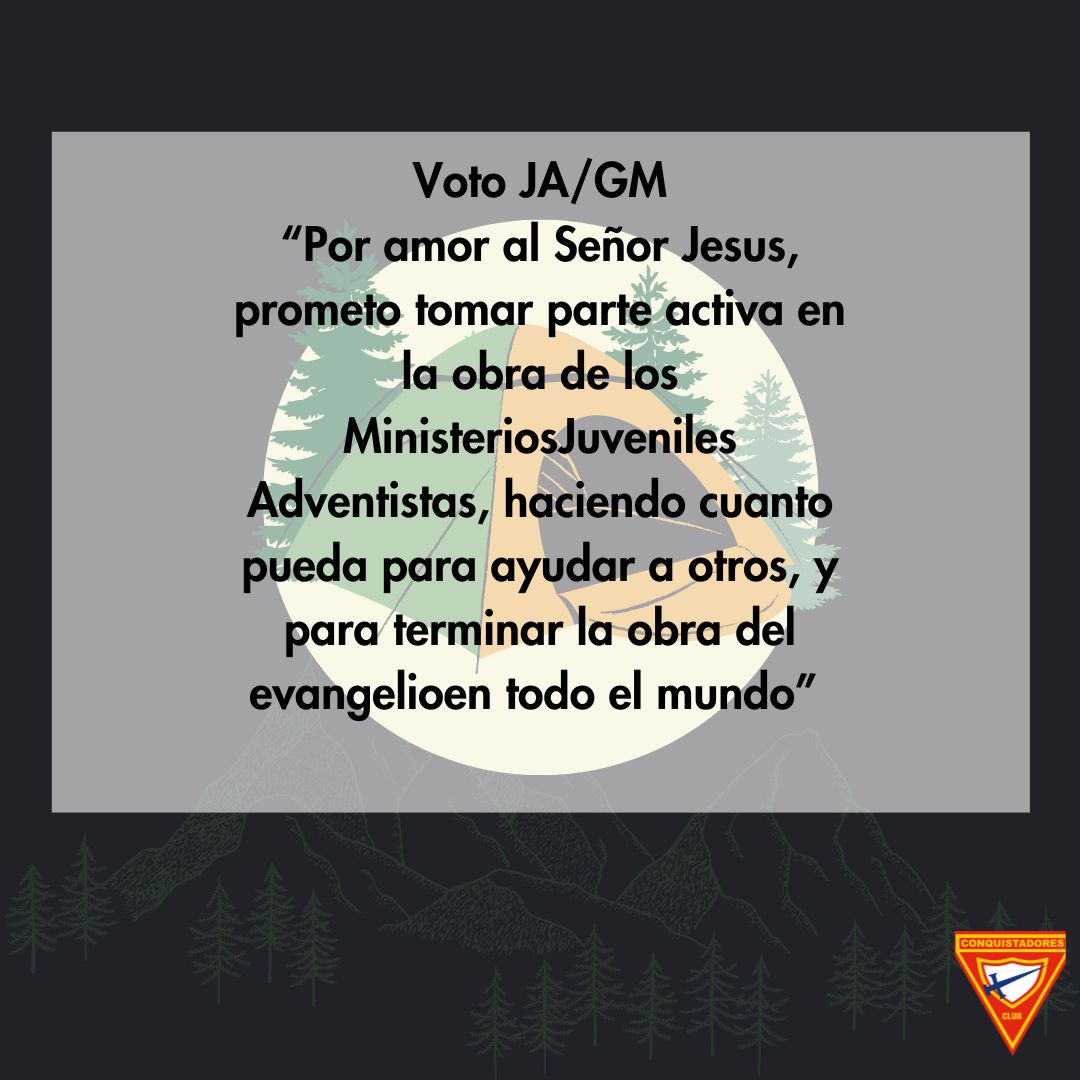 Voto JA/GM
“Por amor al Señor Jesus,
prometo tomar parte activa en
la obra de los
MinisteriosJuveniles
Adventistas, haciendo cuanto
pueda para ayudar a otros, y
para terminar la obra del
evangelioen todo el mundo”
CONQUISTADORES
CLUB